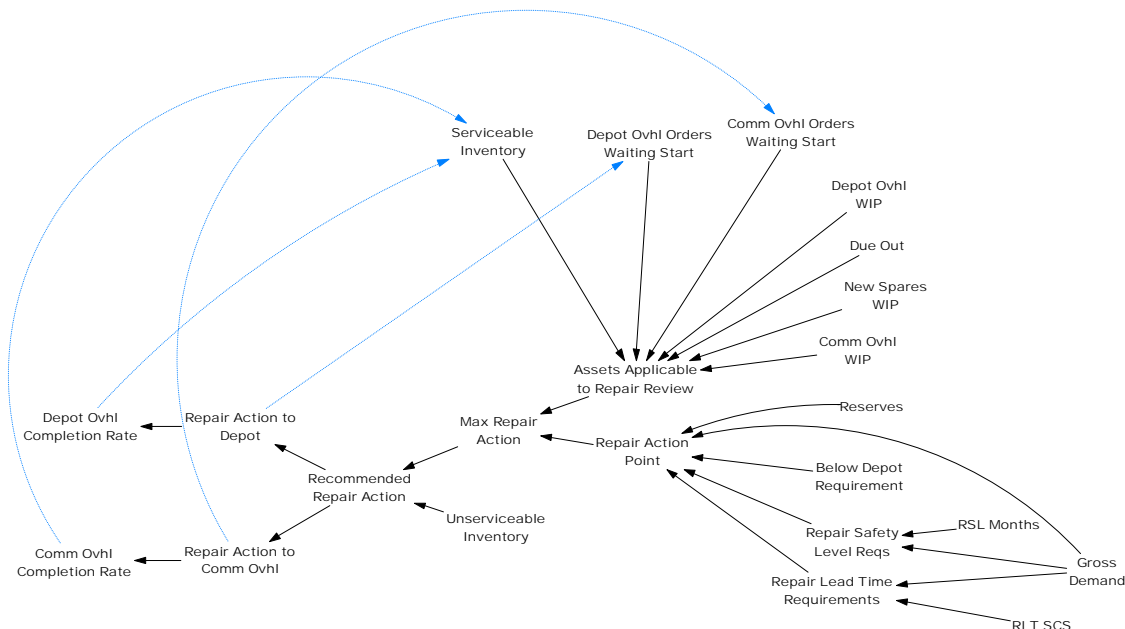 Serviceable
Inventory
Depot Ovhl Orders
Waiting Start
Comm Ovhl Orders
Waiting Start
Depot Ovhl
WIP
Due Out
New Spares
WIP
Comm Ovhl
WIP
Assets Applicable
to Repair Review
Depot Ovhl
Completion Rate
Repair Action to
Depot
Max Repair
Action
Reserves
Repair Action
Point
Below Depot
Requirement
Recommended
Repair Action
Unserviceable
Inventory
Repair Safety
Level Reqs
RSL Months
Comm Ovhl
Completion Rate
Repair Action to
Comm Ovhl
Gross
Demand
Repair Lead Time
Requirements
RLT SCS